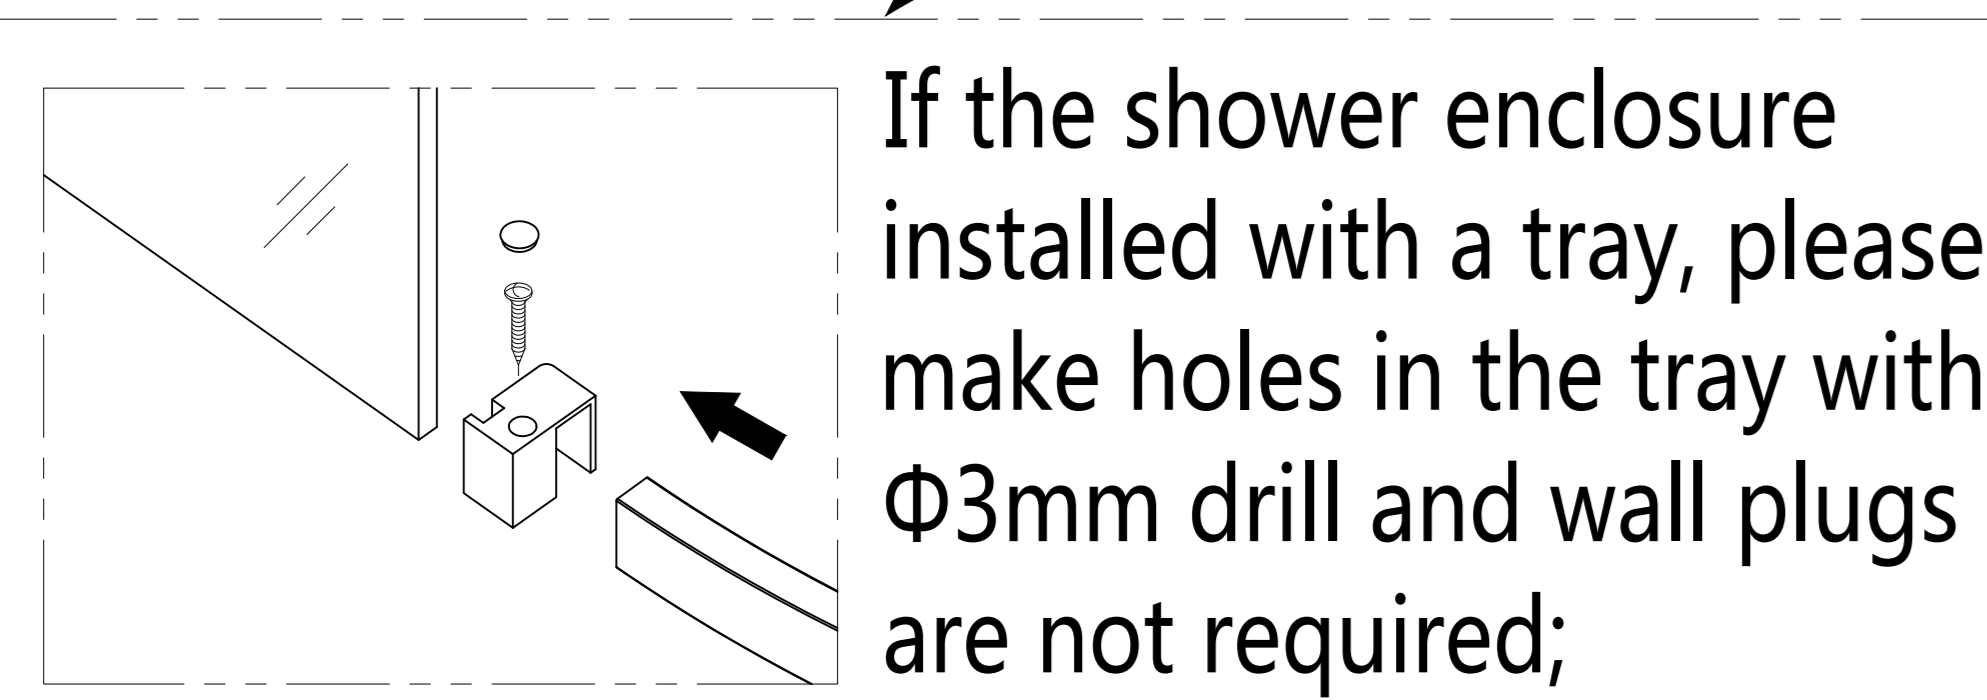 If the shower enclosure
installed with a tray, please
make holes in the tray with
Φ3mm drill and wall plugs
are not required;